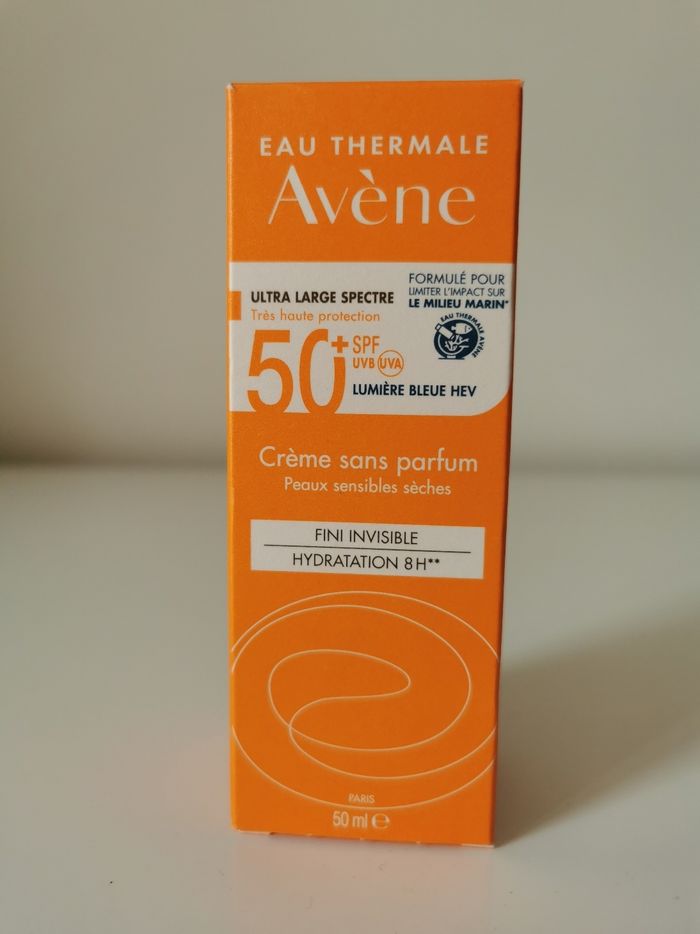 EAU THERMALE
Avène
ULTRA LARGE SPECTRE
Très haute protection
50+ SPF
UVB UVA
LUMIÈRE BLEUE HEV
FORMULÉ POUR
LIMITER L'IMPACT SUR
LE MILIEU MARIN*
EAU THERMALE AVÈNE
Crème sans parfum
Peaux sensibles sèches
FINI INVISIBLE
HYDRATATION 8H**
PARIS
50 ml e